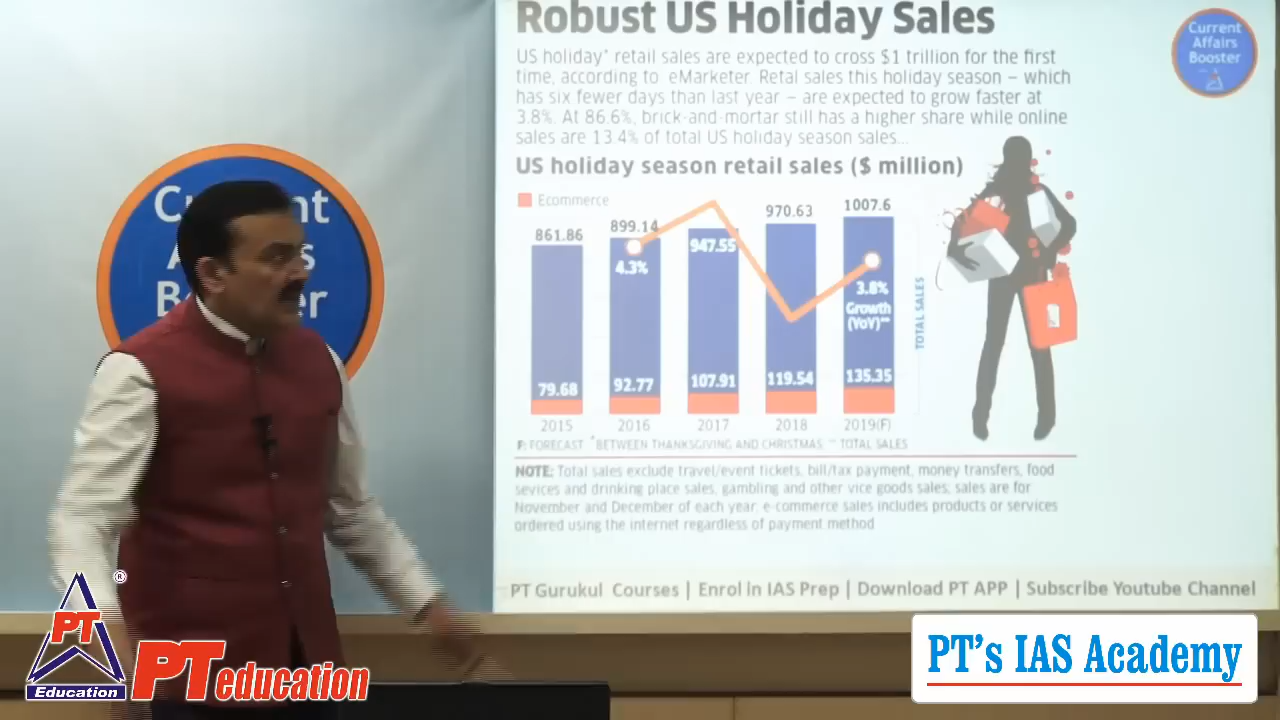 Robust US Holiday Sales
US holiday* retail sales are expected to cross $1 trillion for the first
time, according to eMarketer. Retal sales this holiday season – which
has six fewer days than last year – are expected to grow faster at
3.8%. At 86.6%, brick-and-mortar still has a higher share while online
sales are 13.4% of total US holiday season sales...
US holiday season retail sales ($ million)
Ecommerce
861.86
899.14
947.55
970.63
1007.6
4.3%
3.8%
Growth
(YoY)**
TOTAL SALES
79.68
92.77
107.91
119.54
135.35
2015
2016
2017
2018
2019(F)
F: FORECAST *BETWEEN THANKSGIVING AND CHRISTMAS ** TOTAL SALES
NOTE: Total sales exclude travel/event tickets, bill/tax payment, money transfers, food
sevices and drinking place sales, gambling and other vice goods sales, sales are for
November and December of each year, e-commerce sales includes products or services
ordered using the internet regardless of payment method
PT Gurukul Courses | Enrol in IAS Prep | Download PT APP | Subscribe Youtube Channel
Current
Affairs
Booster
PT
Education
®
PT education
PT's IAS Academy